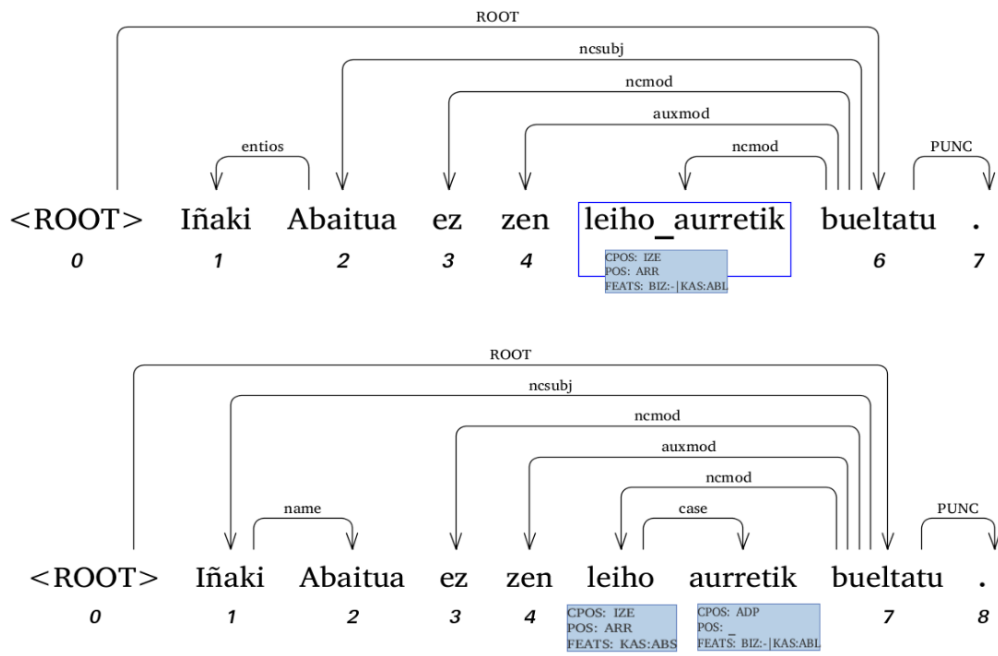 ROOT
ncsubj
ncmod
auxmod
entios ncmod PUNC
<ROOT> Iñaki Abaitua ez zen leiho_aurretik bueltatu .
0 1 2 3 4 6 7
CPOS: IZE
POS: ARR
FEATS: BIZ:-|KAS:ABL
ROOT
ncsubj
ncmod
auxmod
ncmod
name case PUNC
<ROOT> Iñaki Abaitua ez zen leiho aurretik bueltatu .
0 1 2 3 4 7 8
CPOS: IZE CPOS: ADP
POS: ARR POS: _
FEATS: KAS:ABS FEATS: BIZ:-|KAS:ABL